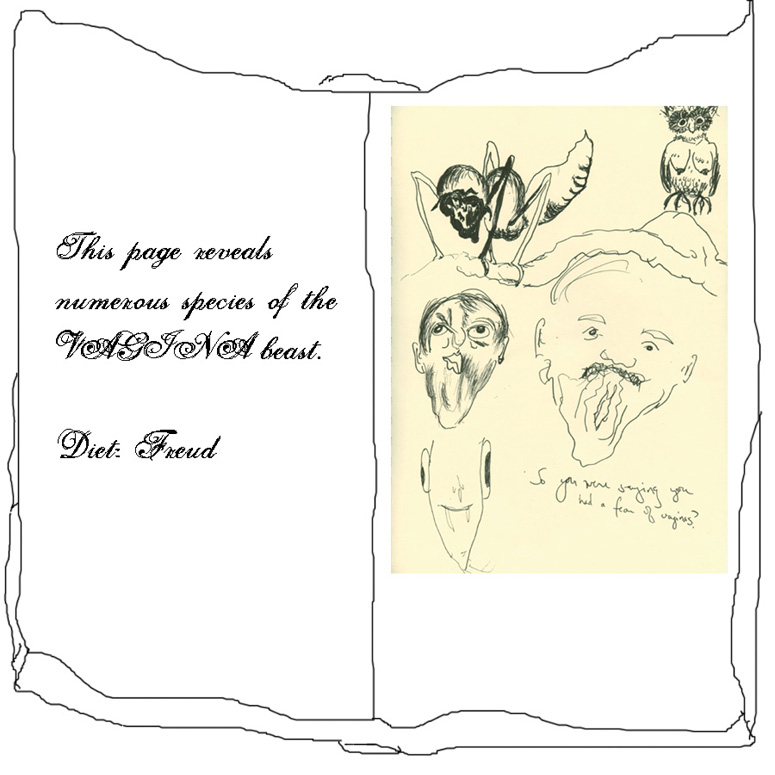 This page reveals
numerous species of the
VAGINA beast.
Diet: Freud
So you were saying you
had a fear of vaginas?